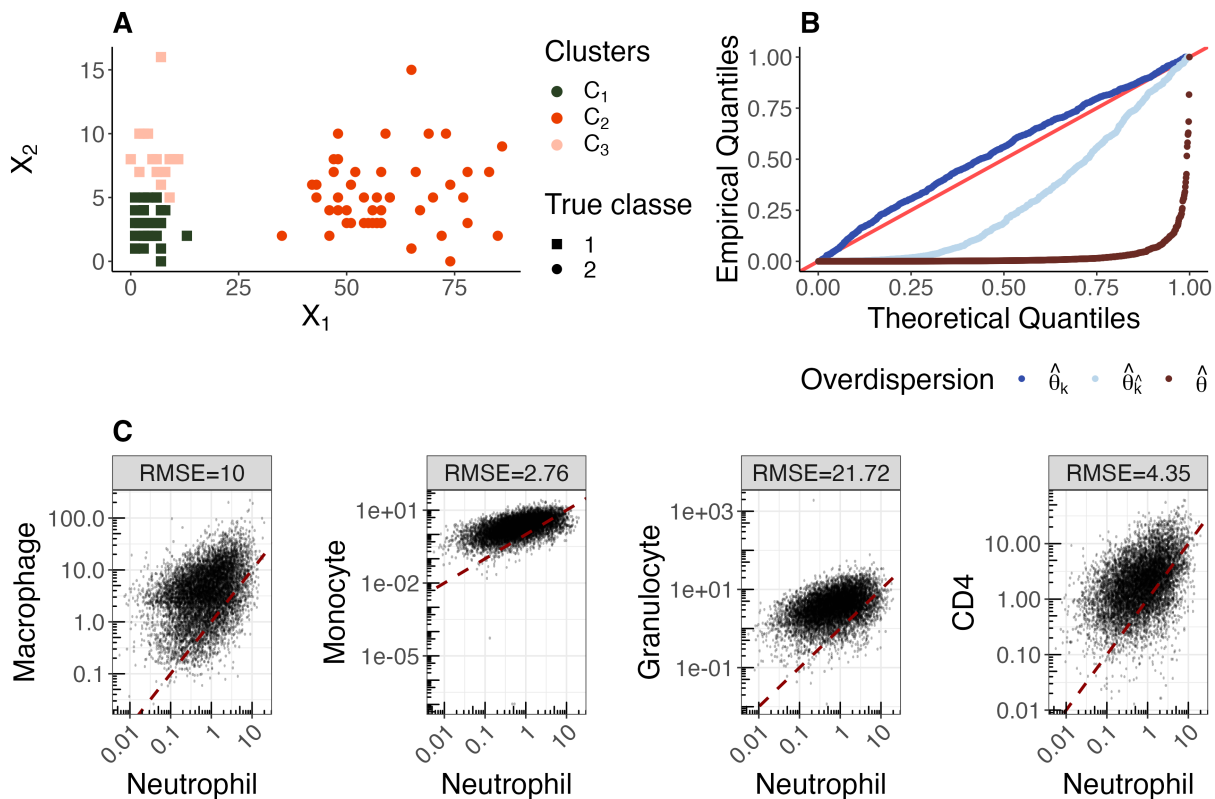 A
X2
15
10
5
0
0 25 50 75
X1
Clusters
C1
C2
C3
True classe
1
2
B
Empirical Quantiles
1.00
0.75
0.50
0.25
0.00
0.00 0.25 0.50 0.75 1.00
Theoretical Quantiles
Overdispersion θ̂k θ̂k̂ θ̂
C
RMSE=10
Macrophage
100.0
10.0
1.0
0.1
0.01 0.1 1 10
Neutrophil
RMSE=2.76
Monocyte
1e+01
1e-02
1e-05
0.01 0.1 1 10
Neutrophil
RMSE=21.72
Granulocyte
1e+03
1e+01
1e-01
0.01 0.1 1 10
Neutrophil
RMSE=4.35
CD4
10.00
1.00
0.10
0.01
0.01 0.1 1 10
Neutrophil